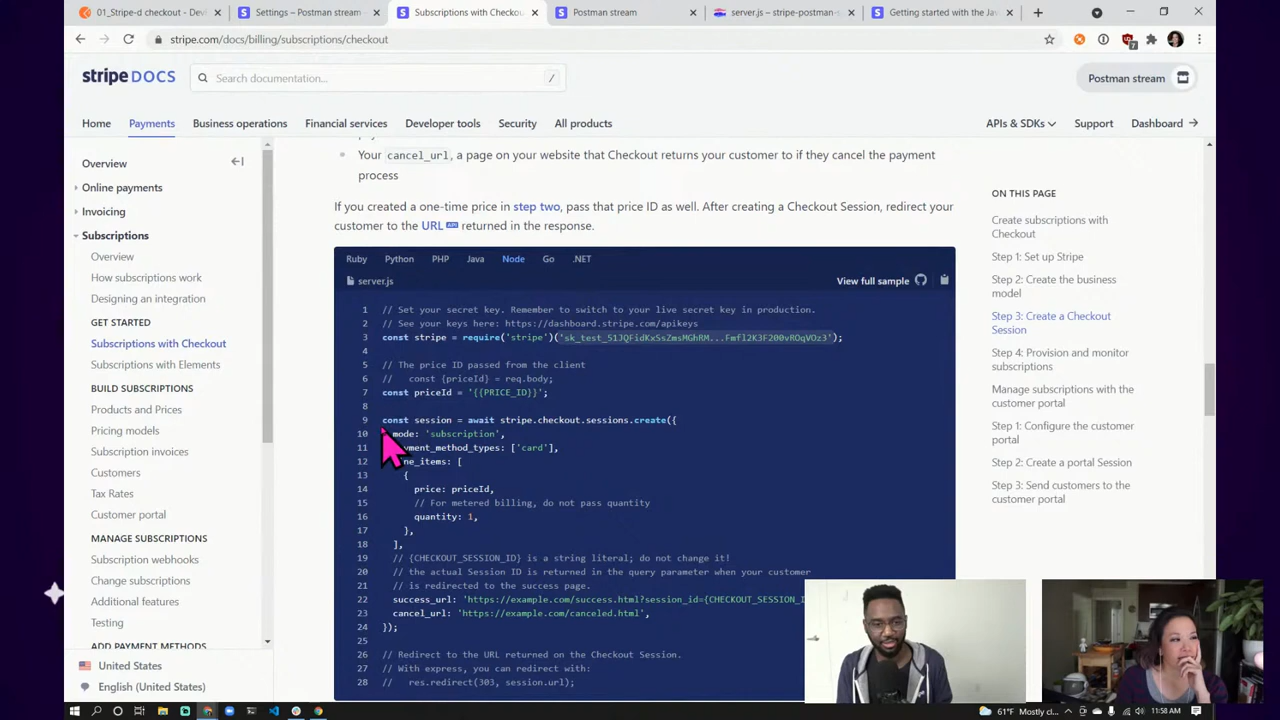 01_Stripe-d checkout - Dev
Settings – Postman stream
Subscriptions with Checkou
Postman stream
server.js – stripe-postman-s
Getting started with the Jav
stripe.com/docs/billing/subscriptions/checkout
7
stripe DOCS
Search documentation...
/
Postman stream
Home
Payments
Business operations
Financial services
Developer tools
Security
All products
APIs & SDKs
Support
Dashboard
Overview
Online payments
Invoicing
Subscriptions
Overview
How subscriptions work
Designing an integration
GET STARTED
Subscriptions with Checkout
Subscriptions with Elements
BUILD SUBSCRIPTIONS
Products and Prices
Pricing models
Subscription invoices
Customers
Tax Rates
Customer portal
MANAGE SUBSCRIPTIONS
Subscription webhooks
Change subscriptions
Additional features
Testing
ADD PAYMENT METHODS
United States
English (United States)
Your cancel_url, a page on your website that Checkout returns your customer to if they cancel the payment
process
If you created a one-time price in step two, pass that price ID as well. After creating a Checkout Session, redirect your
customer to the URL API returned in the response.
Ruby Python PHP Java Node Go .NET
server.js
View full sample
1 // Set your secret key. Remember to switch to your live secret key in production.
2 // See your keys here: https://dashboard.stripe.com/apikeys
3 const stripe = require('stripe')('sk_test_51JQFidKxSsZmsMGhRM...Fmfl2K3F200vROqVOz3');
4
5 // The price ID passed from the client
6 // const {priceId} = req.body;
7 const priceId = '{{PRICE_ID}}';
8
9 const session = await stripe.checkout.sessions.create({
10 mode: 'subscription',
11 yment_method_types: ['card'],
12 ne_items: [
13 {
14 price: priceId,
15 // For metered billing, do not pass quantity
16 quantity: 1,
17 },
18 ],
19 // {CHECKOUT_SESSION_ID} is a string literal; do not change it!
20 // the actual Session ID is returned in the query parameter when your customer
21 // is redirected to the success page.
22 success_url: 'https://example.com/success.html?session_id={CHECKOUT_SESSION_I
23 cancel_url: 'https://example.com/canceled.html',
24 });
25
26 // Redirect to the URL returned on the Checkout Session.
27 // With express, you can redirect with:
28 // res.redirect(303, session.url);
ON THIS PAGE
Create subscriptions with
Checkout
Step 1: Set up Stripe
Step 2: Create the business
model
Step 3: Create a Checkout
Session
Step 4: Provision and monitor
subscriptions
Manage subscriptions with the
customer portal
Step 1: Configure the customer
portal
Step 2: Create a portal Session
Step 3: Send customers to the
customer portal
61°F Mostly cl...
11:58 AM